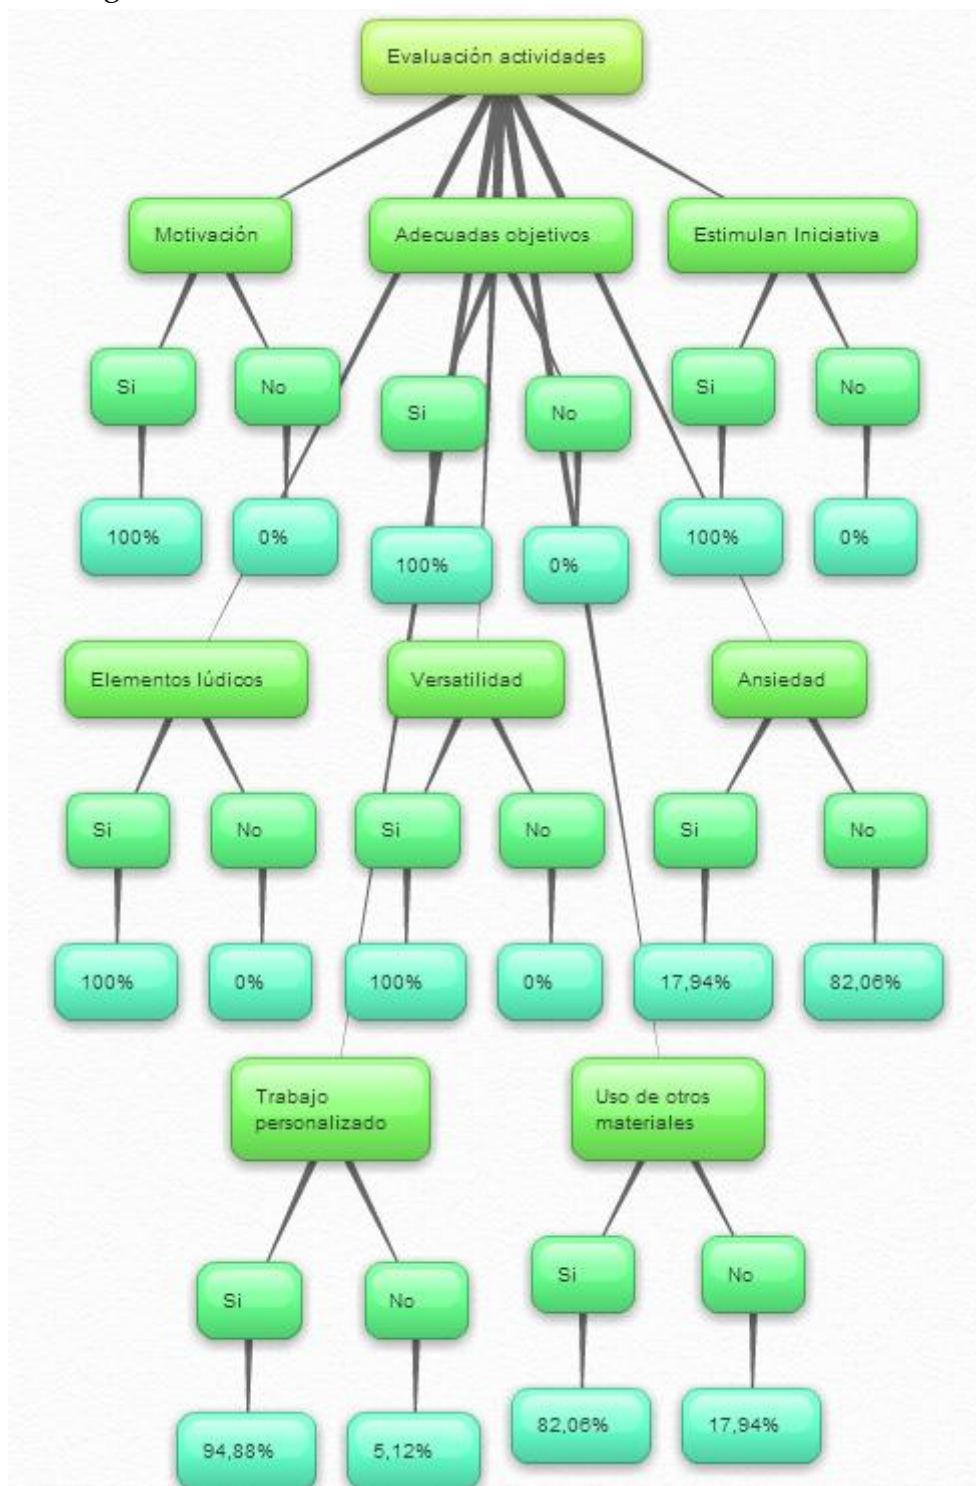 Evaluación actividades
Motivación
Adecuadas objetivos
Estimulan Iniciativa
Si
No
Si
No
Si
No
100%
0%
100%
0%
100%
0%
Elementos lúdicos
Versatilidad
Ansiedad
Si
No
Si
No
Si
No
100%
0%
100%
0%
17,94%
82,06%
Trabajo
personalizado
Uso de otros
materiales
Si
No
Si
No
94,88%
5,12%
82,06%
17,94%